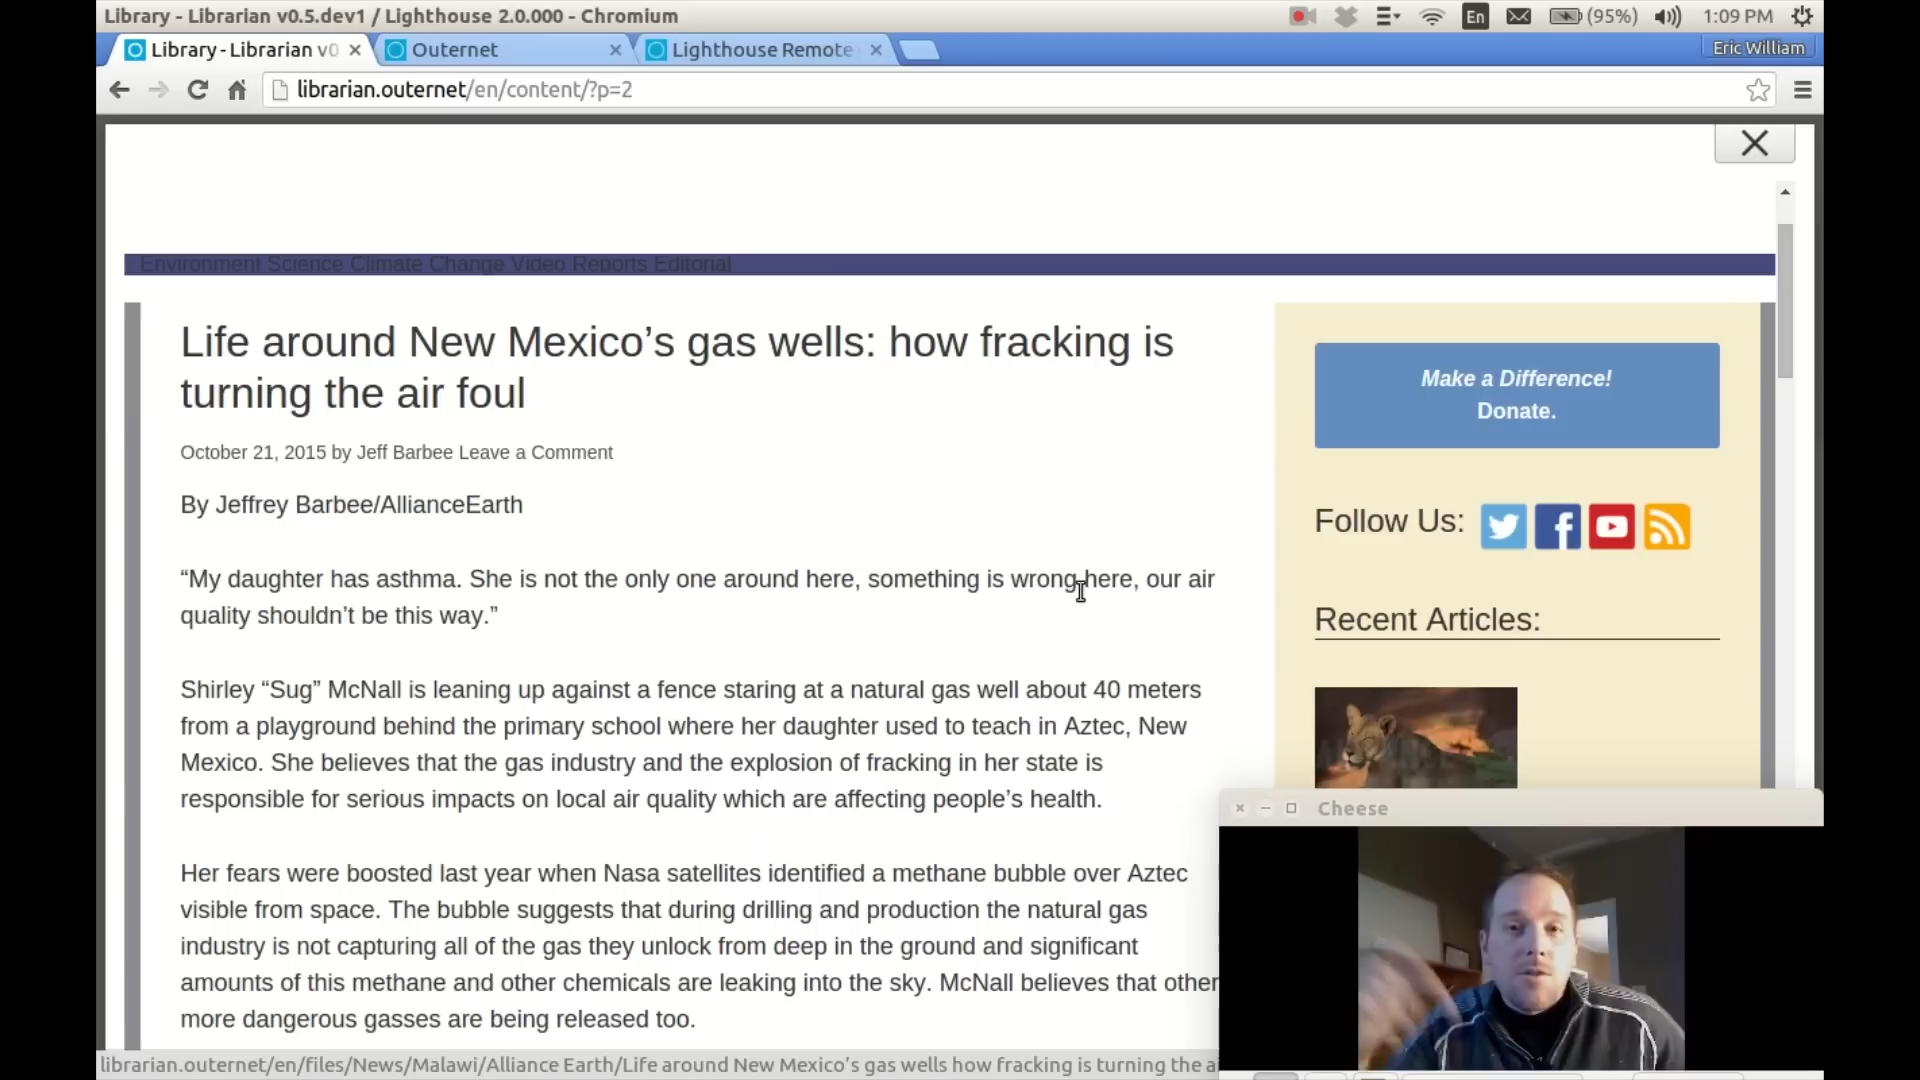 Library - Librarian v0.5.dev1 / Lighthouse 2.0.000 - Chromium
En
(95%)
1:09 PM
Library - Librarian v0
Outernet
Lighthouse Remote
Eric William
librarian.outernet/en/content/?p=2
Environment Science Climate Change Video Reports Editorial
Life around New Mexico’s gas wells: how fracking is
turning the air foul
October 21, 2015 by Jeff Barbee Leave a Comment
By Jeffrey Barbee/AllianceEarth
“My daughter has asthma. She is not the only one around here, something is wrong here, our air
quality shouldn’t be this way.”
Shirley “Sug” McNall is leaning up against a fence staring at a natural gas well about 40 meters
from a playground behind the primary school where her daughter used to teach in Aztec, New
Mexico. She believes that the gas industry and the explosion of fracking in her state is
responsible for serious impacts on local air quality which are affecting people’s health.
Her fears were boosted last year when Nasa satellites identified a methane bubble over Aztec
visible from space. The bubble suggests that during drilling and production the natural gas
industry is not capturing all of the gas they unlock from deep in the ground and significant
amounts of this methane and other chemicals are leaking into the sky. McNall believes that other
more dangerous gasses are being released too.
Make a Difference!
Donate.
Follow Us:
Recent Articles:
Cheese
librarian.outernet/en/files/News/Malawi/Alliance Earth/Life around New Mexico’s gas wells how fracking is turning the ai